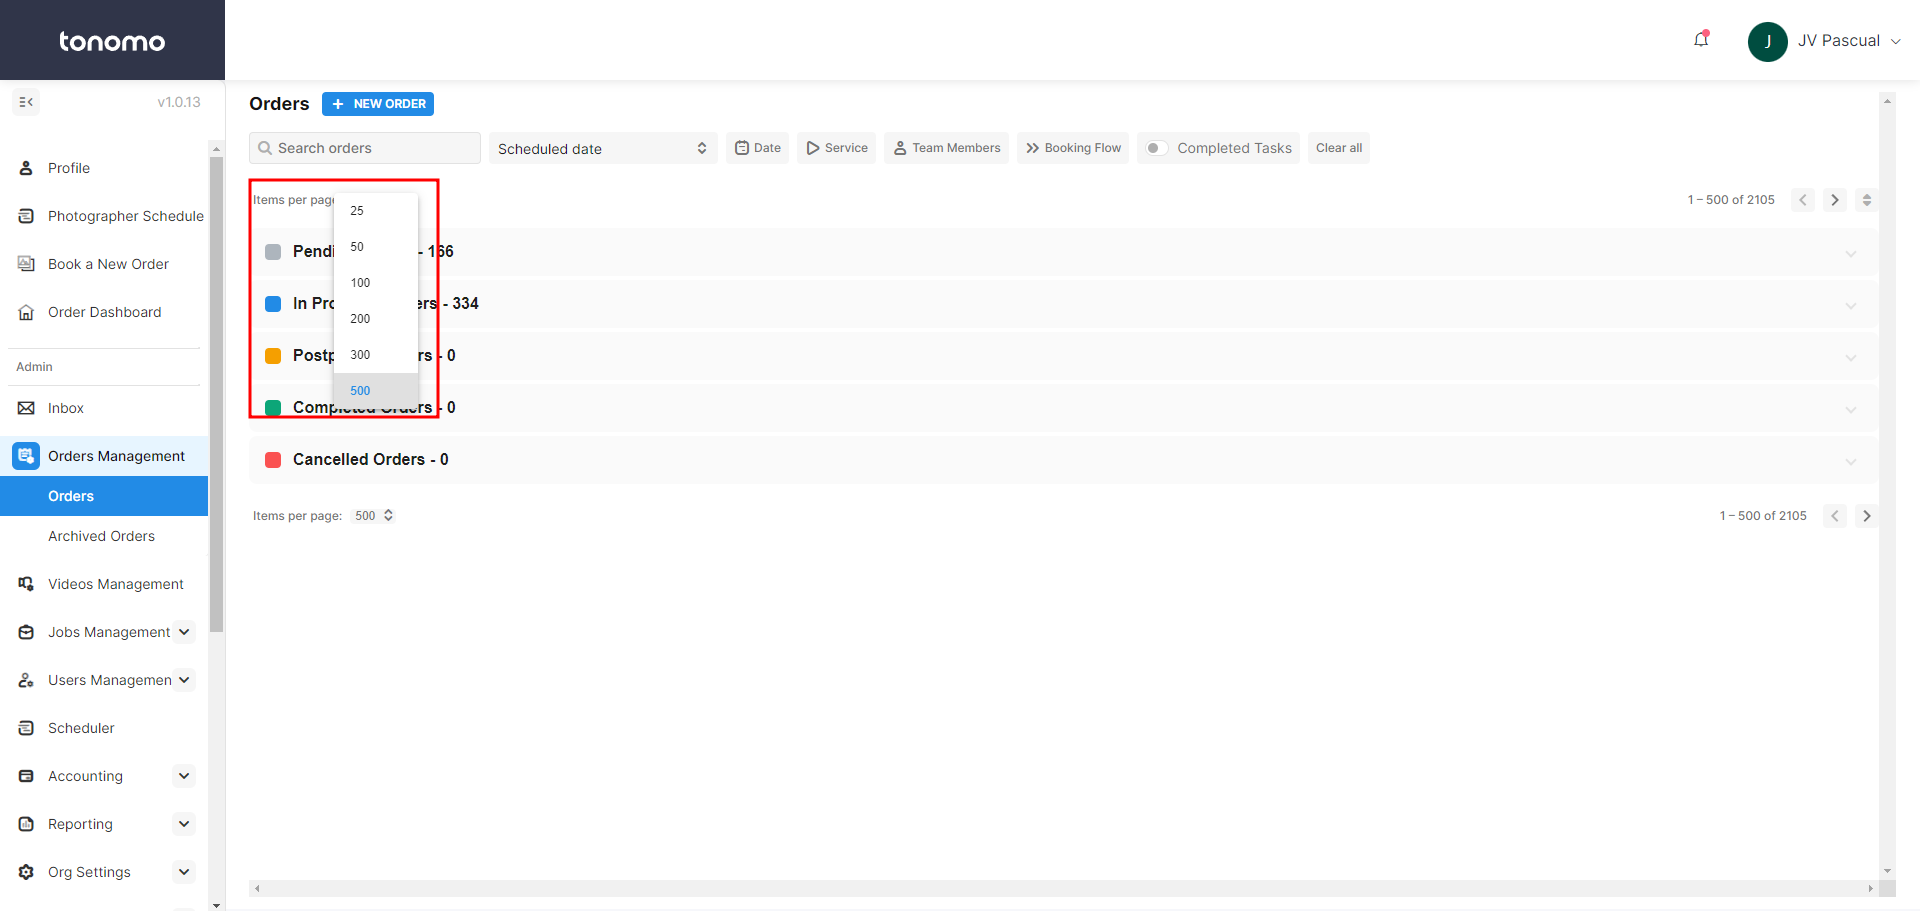 tonomo
J
JV Pascual
v1.0.13
Profile
Photographer Schedule
Book a New Order
Order Dashboard
Admin
Inbox
Orders Management
Orders
Archived Orders
Videos Management
Jobs Management
Users Managemen
Scheduler
Accounting
Reporting
Org Settings
Orders
+ NEW ORDER
Search orders
Scheduled date
Date
Service
Team Members
Booking Flow
Completed Tasks
Clear all
Items per page
1 – 500 of 2105
25
50
100
200
300
500
Pendi - 166
In Pro ers - 334
Postp rs - 0
Completed Orders - 0
Cancelled Orders - 0
Items per page: 500
1 – 500 of 2105